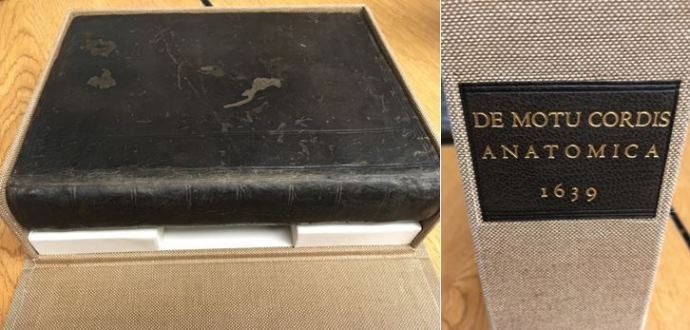 DE MOTU CORDIS
ANATOMICA
1639